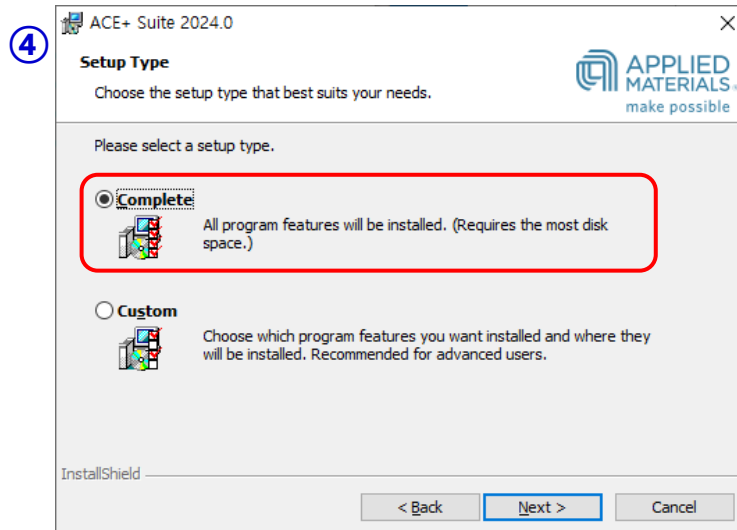 ④
ACE+ Suite 2024.0
Setup Type
Choose the setup type that best suits your needs.
APPLIED
MATERIALS®
make possible
Please select a setup type.
Complete
All program features will be installed. (Requires the most disk
space.)
Custom
Choose which program features you want installed and where they
will be installed. Recommended for advanced users.
InstallShield
< Back
Next >
Cancel